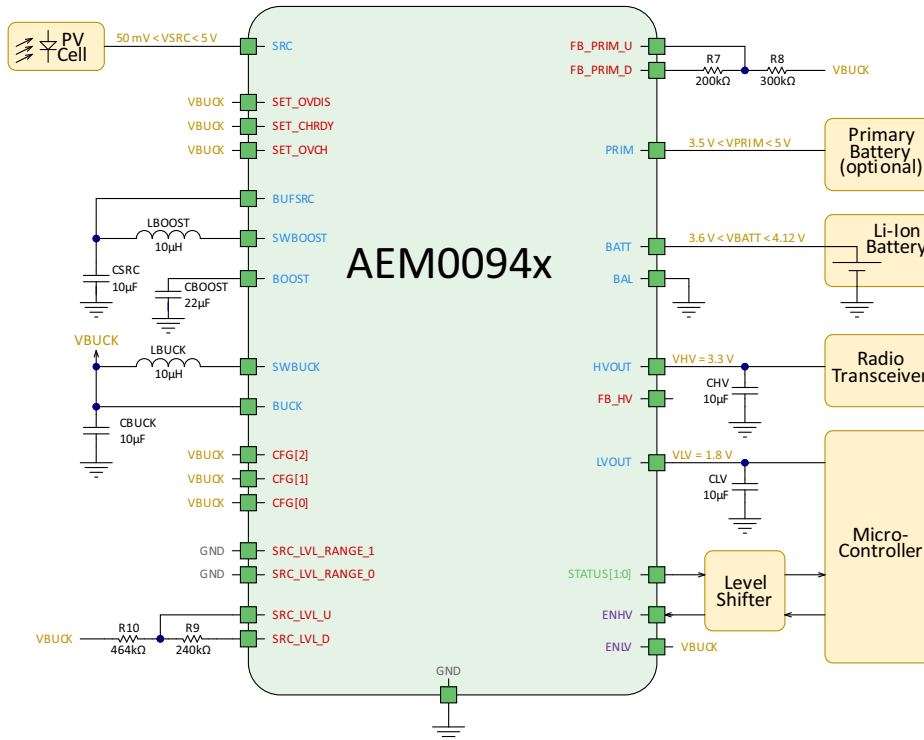 PV
Cell
50 mV < VSRC < 5 V
SRC
VBUCK
SET_OVDIS
VBUCK
SET_CHRDY
VBUCK
SET_OVCH
BUFSRC
LBOOST
10µH
SWBOOST
CSRC
10µF
CBOOST
22µF
BOOST
VBUCK
LBUCK
10µH
SWBUCK
BUCK
CBUCK
10µF
VBUCK
CFG[2]
VBUCK
CFG[1]
VBUCK
CFG[0]
GND
SRC_LVL_RANGE_1
GND
SRC_LVL_RANGE_0
SRC_LVL_U
VBUCK
R10
464kΩ
R9
240kΩ
SRC_LVL_D
AEM0094x
GND
FB_PRIM_U
FB_PRIM_D
R7
200kΩ
R8
300kΩ
VBUCK
PRIM
3.5 V < VPRIM < 5 V
Primary
Battery
(optional)
BATT
3.6 V < VBATT < 4.12 V
Li-Ion
Battery
BAL
HVOUT
VHV = 3.3 V
CHV
10µF
Radio
Transceiver
FB_HV
LVOUT
VLV = 1.8 V
CLV
10µF
Micro-
Controller
STATUS[1:0]
Level
Shifter
ENHV
ENLV
VBUCK